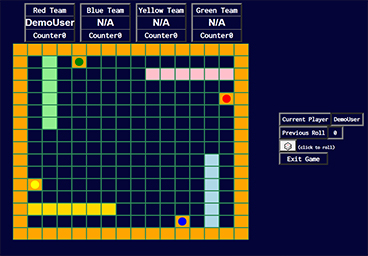 Red Team Blue Team Yellow Team Green Team
DemoUser N/A N/A N/A
Counter0 Counter0 Counter0 Counter0
Current Player DemoUser
Previous Roll 0
(click to roll)
Exit Game